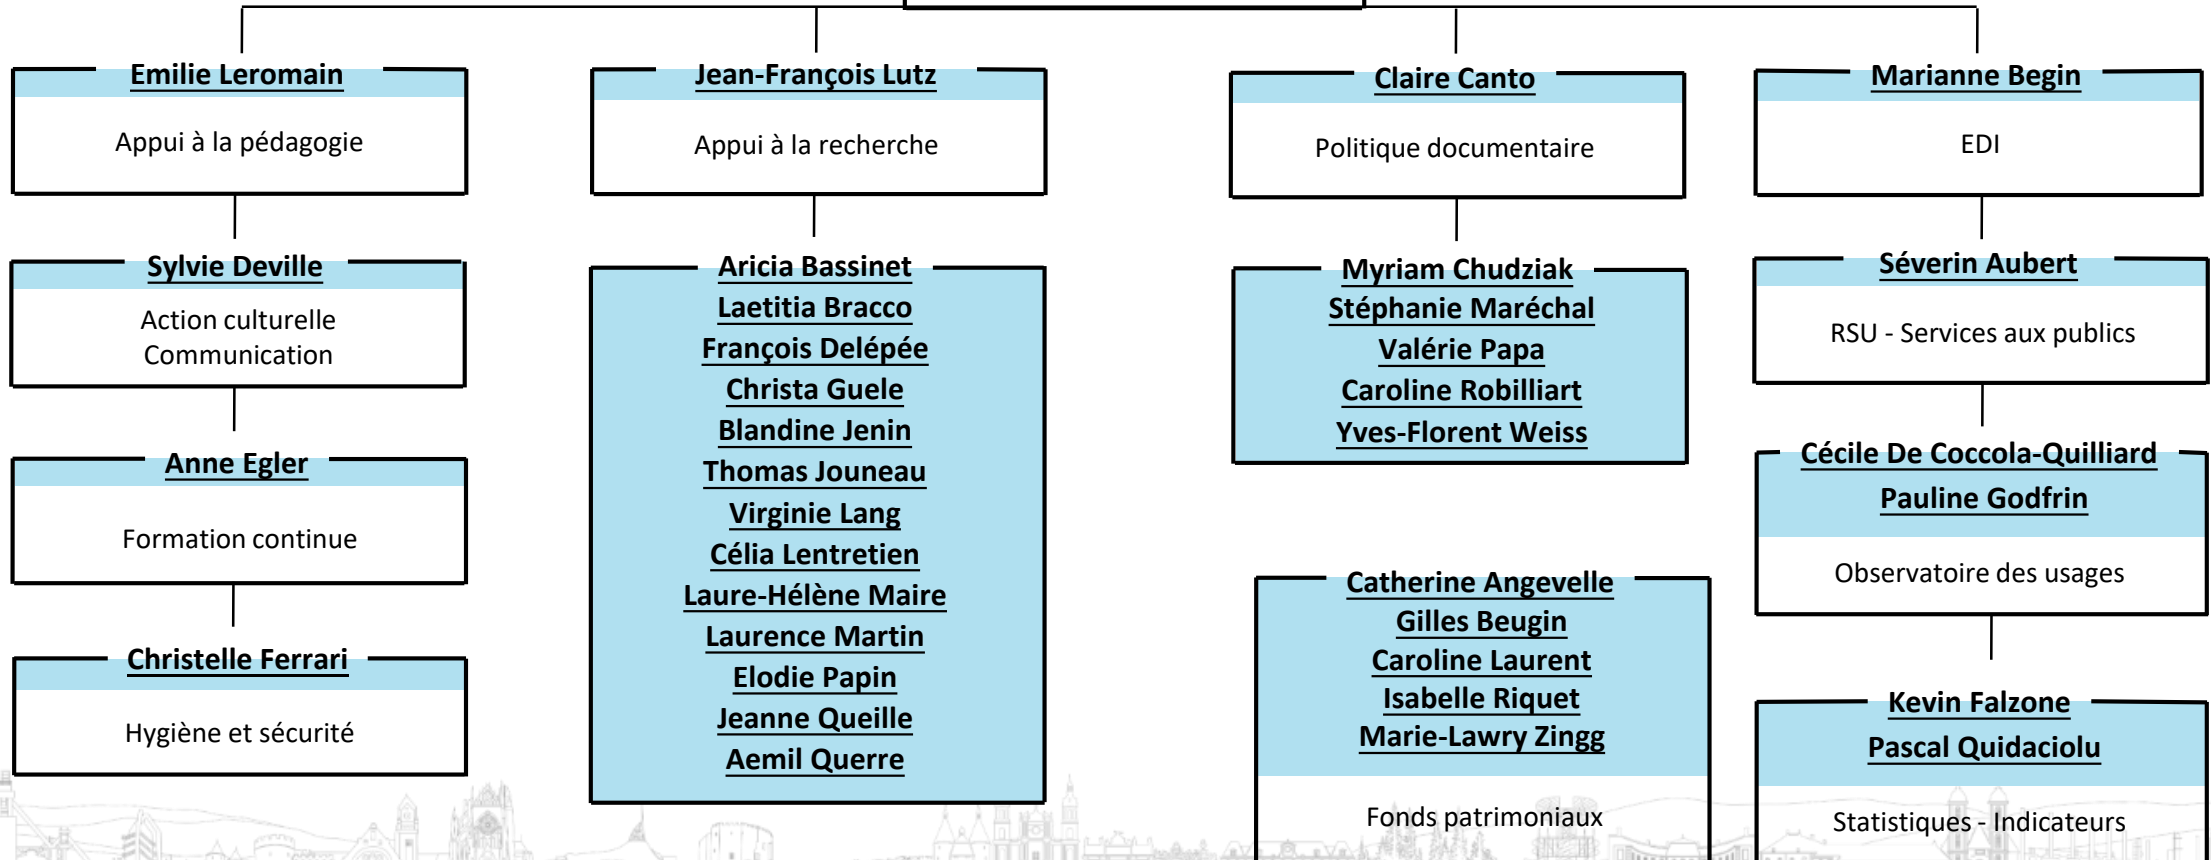 Emilie Leromain
Appui à la pédagogie
Sylvie Deville
Action culturelle
Communication
Anne Egler
Formation continue
Christelle Ferrari
Hygiène et sécurité
Jean-François Lutz
Appui à la recherche
Aricia Bassinet
Laetitia Bracco
François Delépée
Christa Guele
Blandine Jenin
Thomas Jouneau
Virginie Lang
Célia Lentretien
Laure-Hélène Maire
Laurence Martin
Elodie Papin
Jeanne Queille
Aemil Querre
Claire Canto
Politique documentaire
Myriam Chudziak
Stéphanie Maréchal
Valérie Papa
Caroline Robilliart
Yves-Florent Weiss
Catherine Angevelle
Gilles Beugin
Caroline Laurent
Isabelle Riquet
Marie-Lawry Zingg
Fonds patrimoniaux
Marianne Begin
EDI
Séverin Aubert
RSU - Services aux publics
Cécile De Coccola-Quilliard
Pauline Godfrin
Observatoire des usages
Kevin Falzone
Pascal Quidaciolu
Statistiques - Indicateurs